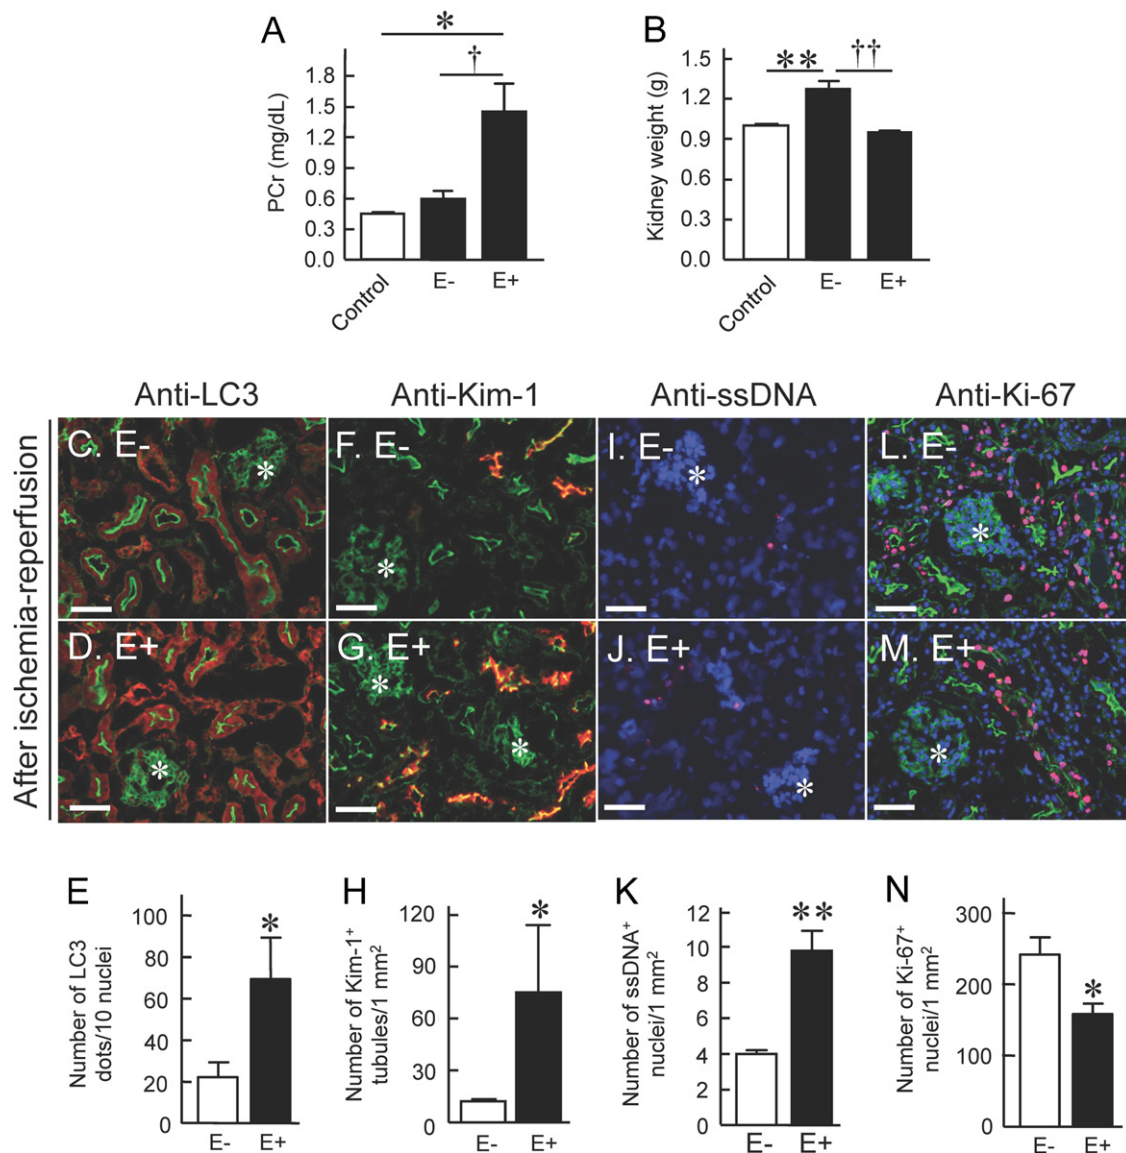 A
*
†
PCr (mg/dL)
1.8
1.5
1.2
0.9
0.6
0.3
0.0
Control
E-
E+
B
**
††
Kidney weight (g)
1.5
1.2
0.9
0.6
0.3
0.0
Control
E-
E+
Anti-LC3 Anti-Kim-1 Anti-ssDNA Anti-Ki-67
After ischemia-reperfusion
C. E- F. E- I. E- L. E-
* * * *
D. E+ G. E+ J. E+ M. E+
* * * * *
E
Number of LC3
dots/10 nuclei
100
80
60
40
20
0
*
E- E+
H
Number of Kim-1+
tubules/1 mm2
120
90
60
30
0
*
E- E+
K
Number of ssDNA+
nuclei/1 mm2
12
10
8
6
4
2
0
**
E- E+
N
Number of Ki-67+
nuclei/1 mm2
300
200
150
100
0
*
E- E+